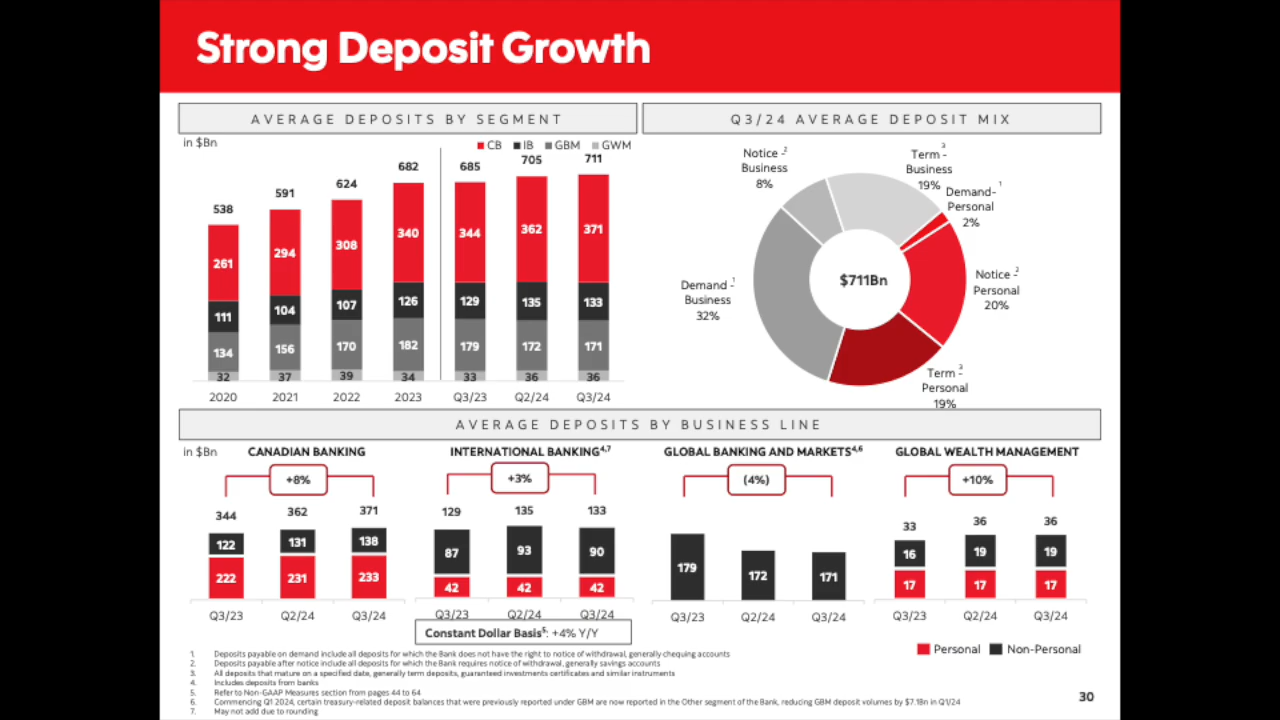 Strong Deposit Growth
AVERAGE DEPOSITS BY SEGMENT
in $Bn
CB IB GBM GWM
538 591 624 682 685 705 711
261 294 308 340 344 362 371
111 104 107 126 129 135 133
134 156 170 182 179 172 171
32 37 39 34 33 36 36
2020 2021 2022 2023 Q3/23 Q2/24 Q3/24
Q3/24 AVERAGE DEPOSIT MIX
Notice -2
Business
8%
Term -3
Business
19%
Demand-1
Personal
2%
Notice -2
Personal
20%
Term -3
Personal
19%
Demand -1
Business
32%
$711Bn
AVERAGE DEPOSITS BY BUSINESS LINE
in $Bn
CANADIAN BANKING
+8%
344 362 371
122 131 138
222 231 233
Q3/23 Q2/24 Q3/24
INTERNATIONAL BANKING4,7
+3%
129 135 133
87 93 90
42 42 42
Q3/23 Q2/24 Q3/24
Constant Dollar Basis5: +4% Y/Y
GLOBAL BANKING AND MARKETS4,6
(4%)
179 172 171
Q3/23 Q2/24 Q3/24
GLOBAL WEALTH MANAGEMENT
+10%
33 36 36
16 19 19
17 17 17
Q3/23 Q2/24 Q3/24
Personal Non-Personal
1. Deposits payable on demand include all deposits for which the Bank does not have the right to notice of withdrawal, generally chequing accounts
2. Deposits payable after notice include all deposits for which the Bank requires notice of withdrawal, generally savings accounts
3. All deposits that mature on a specified date, generally term deposits, guaranteed investments certificates and similar instruments
4. Includes deposits from banks
5. Refer to Non-GAAP Measures section from pages 44 to 64
6. Commencing Q1 2024, certain treasury-related deposit balances that were previously reported under GBM are now reported in the Other segment of the Bank, reducing GBM deposit volumes by $7.1Bn in Q1/24
7. May not add due to rounding
30